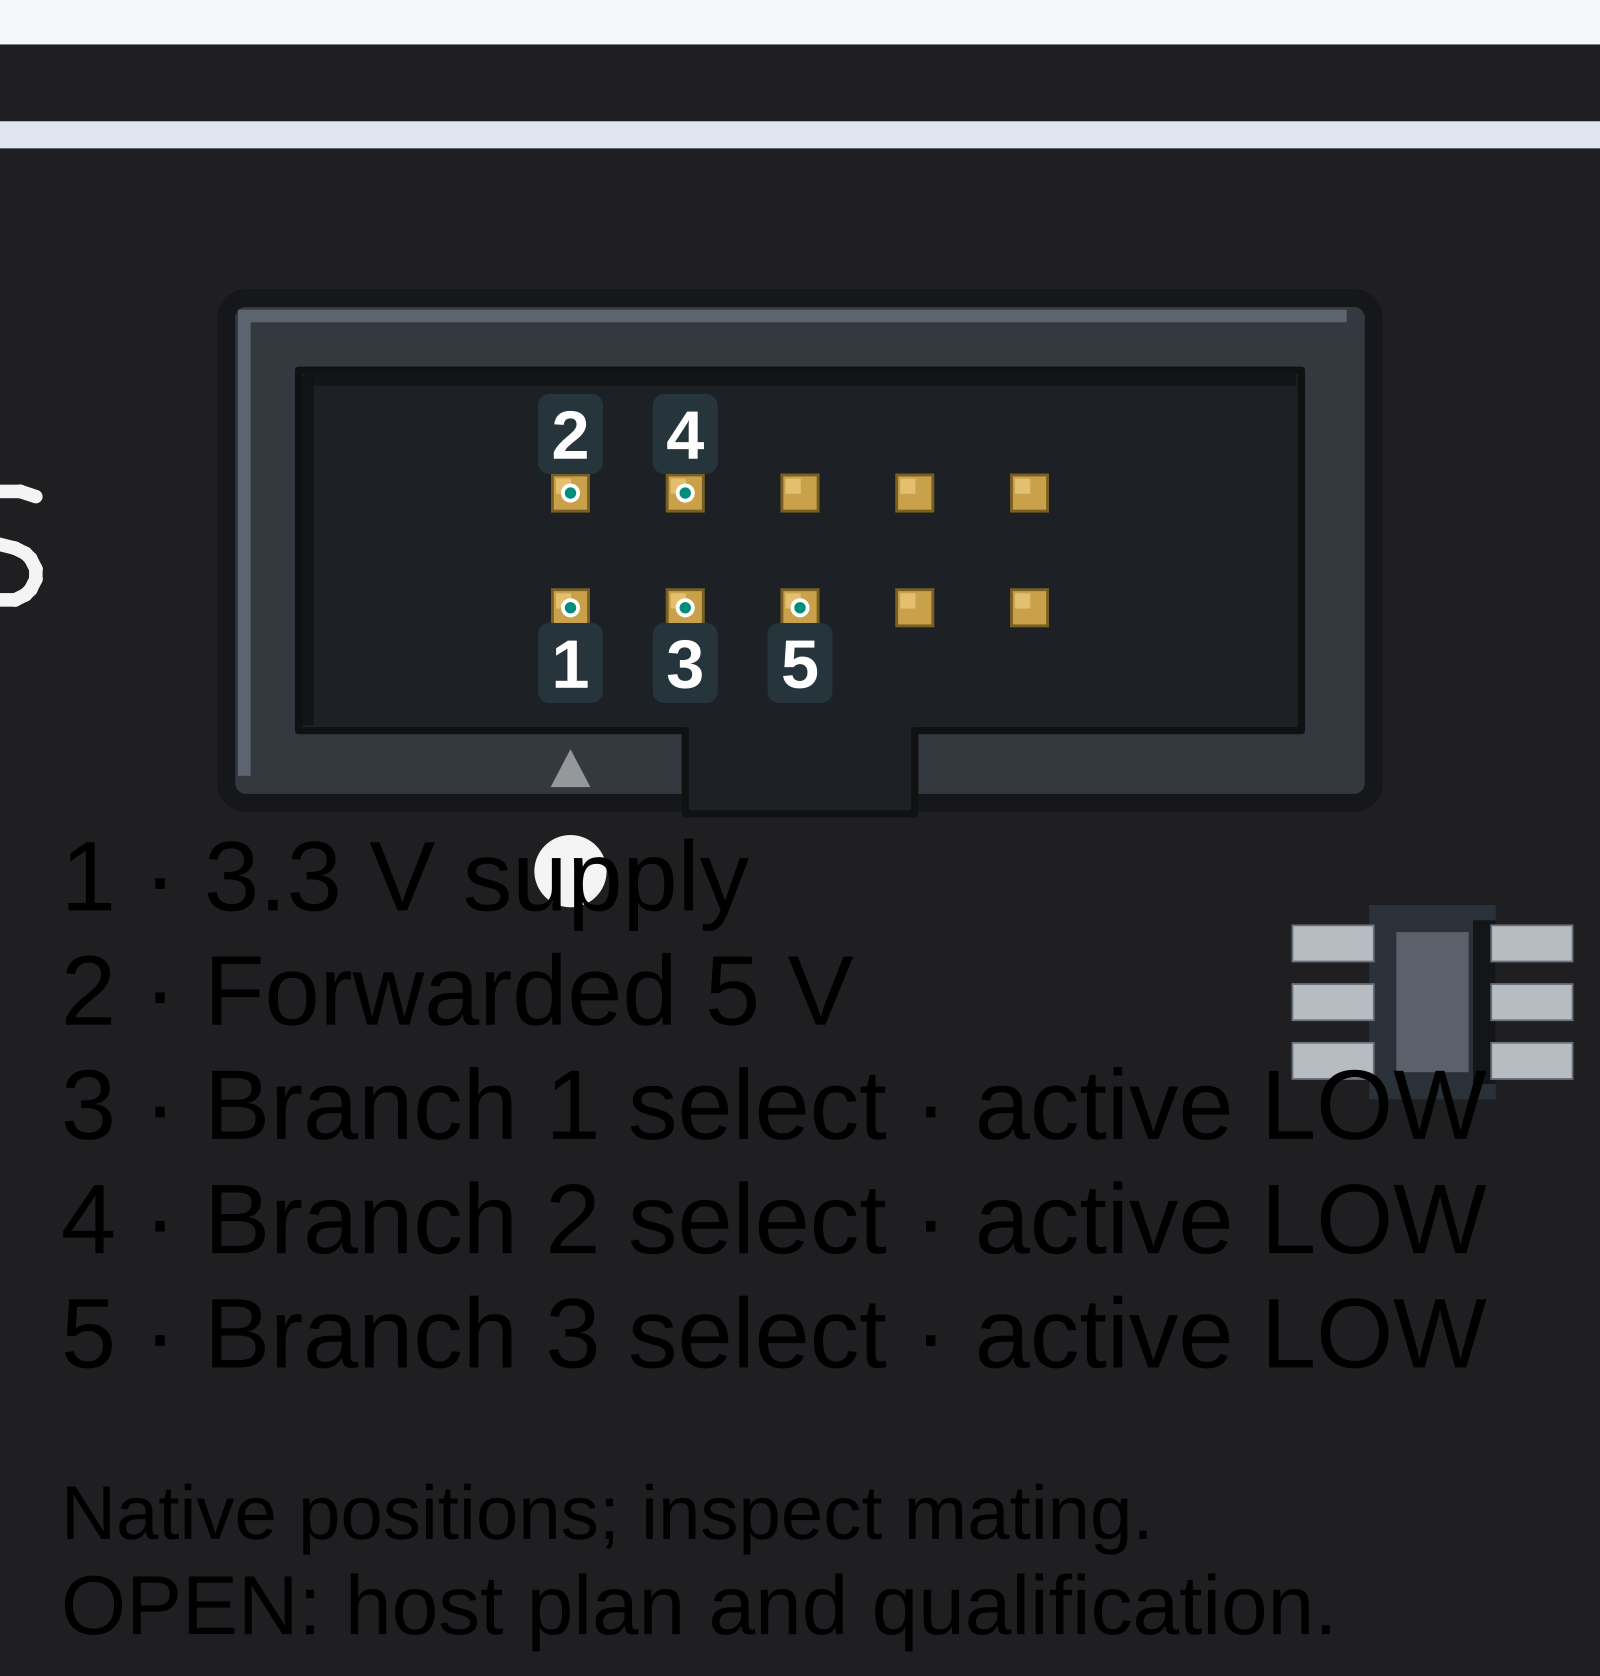 2 4
S
1 3 5
1 · 3.3 V supply
2 · Forwarded 5 V
3 · Branch 1 select · active LOW
4 · Branch 2 select · active LOW
5 · Branch 3 select · active LOW
Native positions; inspect mating.
OPEN: host plan and qualification.